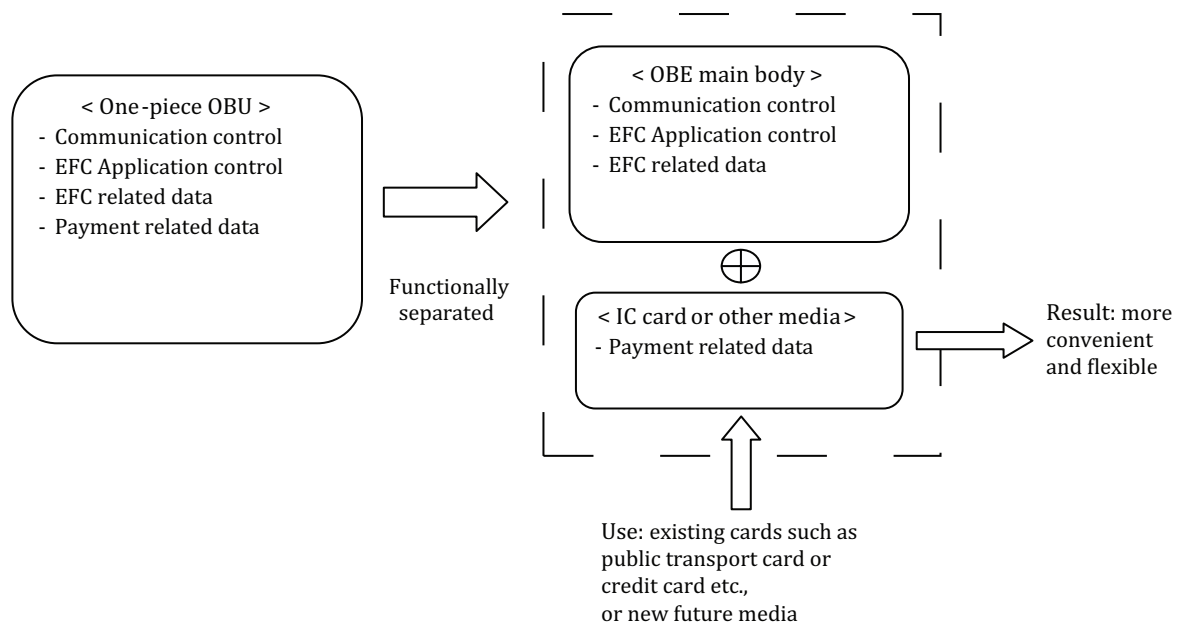 < One-piece OBU >
- Communication control
- EFC Application control
- EFC related data
- Payment related data
Functionally
separated
< OBE main body >
- Communication control
- EFC Application control
- EFC related data
< IC card or other media >
- Payment related data
Result: more
convenient
and flexible
Use: existing cards such as
public transport card or
credit card etc.,
or new future media